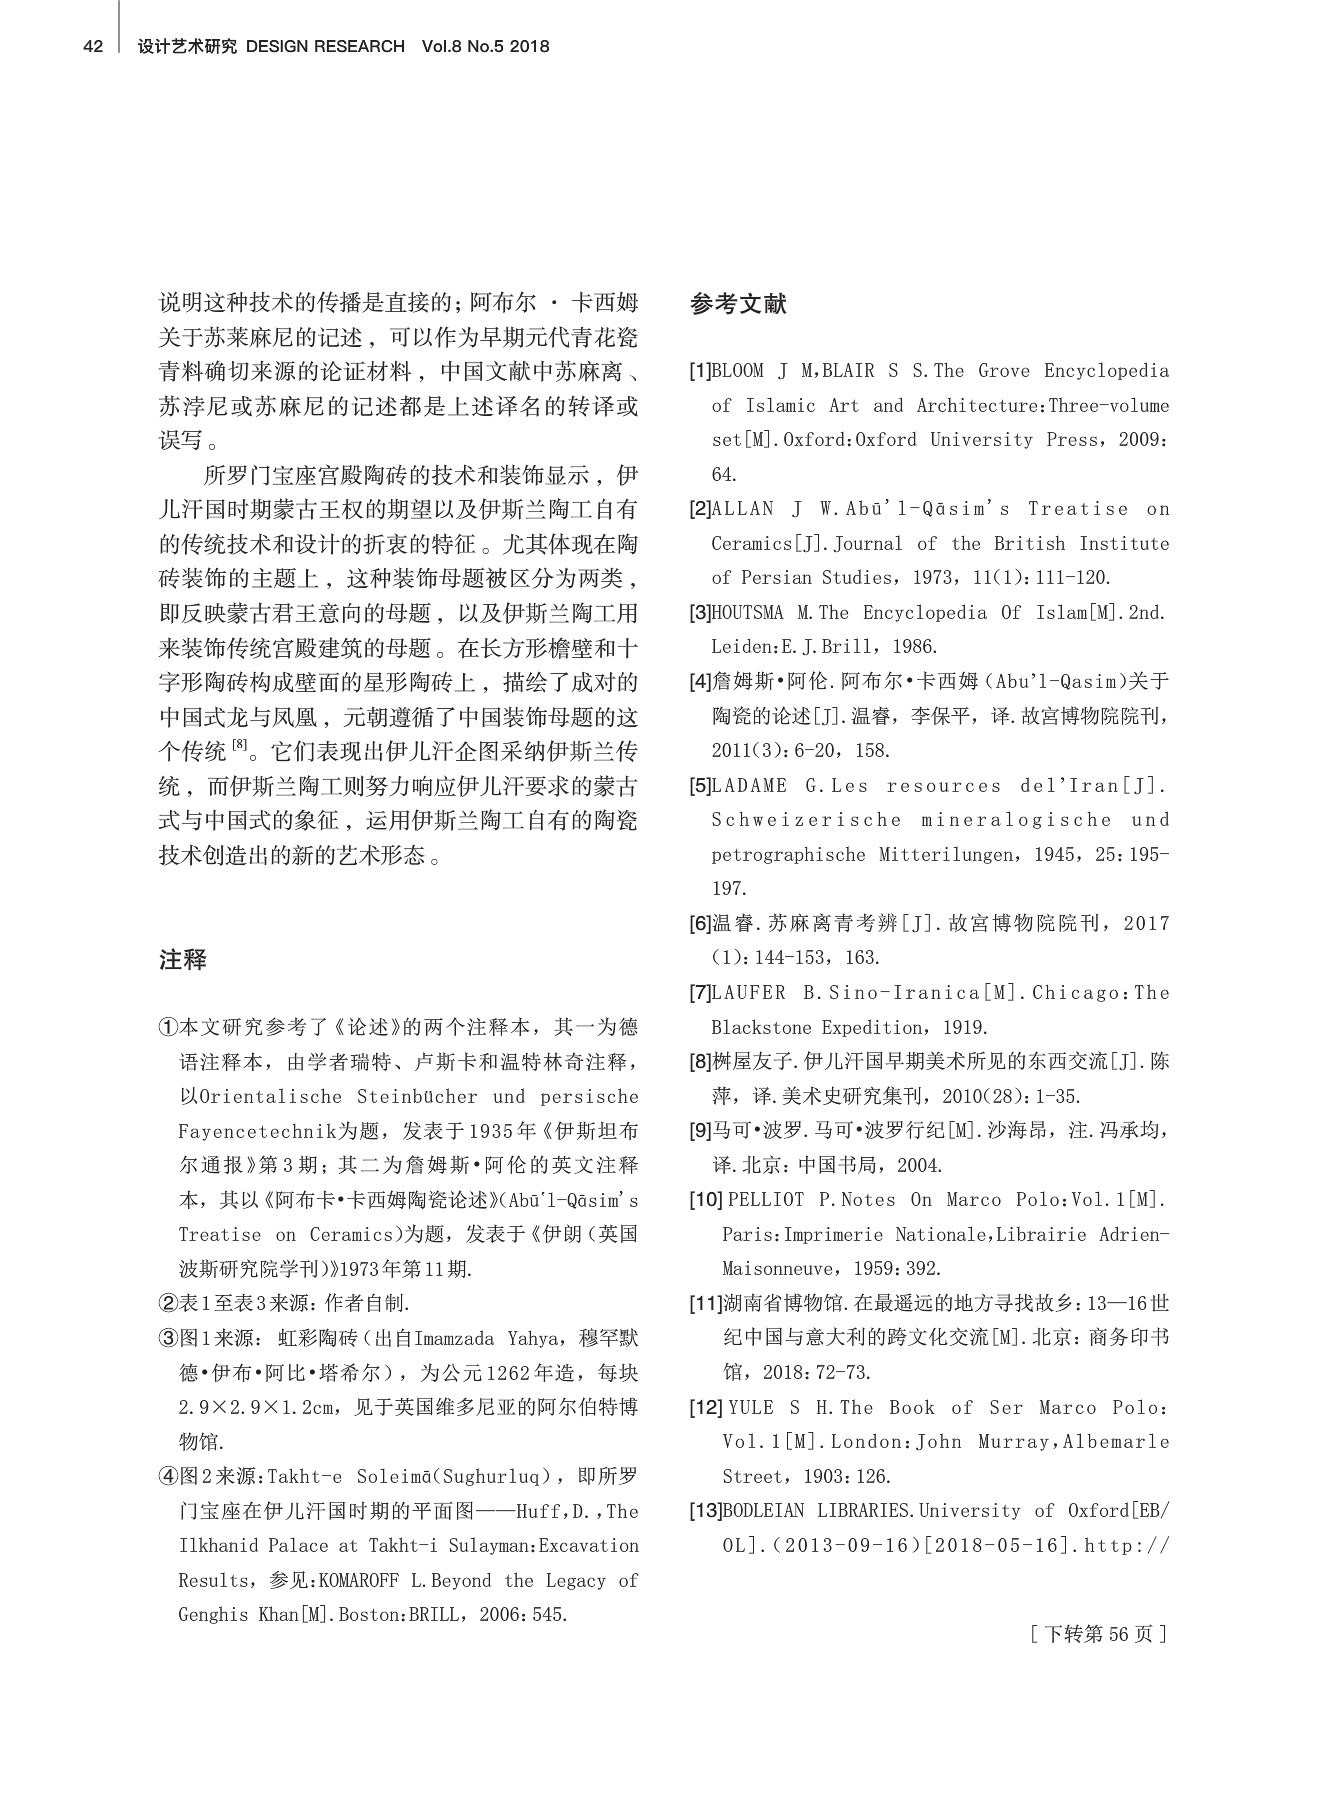 42 设计艺术研究 DESIGN RESEARCH Vol.8 No.5 2018
说明这种技术的传播是直接的；阿布尔 · 卡西姆
关于苏莱麻尼的记述，可以作为早期元代青花瓷
青料确切来源的论证材料，中国文献中苏麻离、
苏浡尼或苏麻尼的记述都是上述译名的转译或
误写。
所罗门宝座宫殿陶砖的技术和装饰显示，伊
儿汗国时期蒙古王权的期望以及伊斯兰陶工自有
的传统技术和设计的折衷的特征。尤其体现在陶
砖装饰的主题上，这种装饰母题被区分为两类，
即反映蒙古君王意向的母题，以及伊斯兰陶工用
来装饰传统宫殿建筑的母题。在长方形檐壁和十
字形陶砖构成壁面的星形陶砖上，描绘了成对的
中国式龙与凤凰，元朝遵循了中国装饰母题的这
个传统[8]。它们表现出伊儿汗企图采纳伊斯兰传
统，而伊斯兰陶工则努力响应伊儿汗要求的蒙古
式与中国式的象征，运用伊斯兰陶工自有的陶瓷
技术创造出的新的艺术形态。
注释
①本文研究参考了《论述》的两个注释本，其一为德
语注释本，由学者瑞特、卢斯卡和温特林奇注释，
以Orientalische Steinbücher und persische
Fayencetechnik为题，发表于1935年《伊斯坦布
尔通报》第3期；其二为詹姆斯•阿伦的英文注释
本，其以《阿布卡•卡西姆陶瓷论述》(Abū'l-Qāsim's
Treatise on Ceramics)为题，发表于《伊朗（英国
波斯研究院学刊）》1973年第11期.
②表1至表3来源：作者自制.
③图1来源： 虹彩陶砖（出自Imamzada Yahya，穆罕默
德•伊布•阿比•塔希尔），为公元1262年造，每块
2.9×2.9×1.2cm，见于英国维多尼亚的阿尔伯特博
物馆.
④图2来源:Takht-e Soleimā(Sughurluq)，即所罗
门宝座在伊儿汗国时期的平面图——Huff,D.,The
Ilkhanid Palace at Takht-i Sulayman:Excavation
Results，参见:KOMAROFF L.Beyond the Legacy of
Genghis Khan[M].Boston:BRILL，2006：545.
参考文献
[1]BLOOM J M,BLAIR S S.The Grove Encyclopedia
of Islamic Art and Architecture:Three-volume
set[M].Oxford:Oxford University Press，2009：
64.
[2]ALLAN J W.Abū'l-Qāsim's Treatise on
Ceramics[J].Journal of the British Institute
of Persian Studies，1973，11(1)：111-120.
[3]HOUTSMA M.The Encyclopedia Of Islam[M].2nd.
Leiden:E.J.Brill，1986.
[4]詹姆斯•阿伦.阿布尔•卡西姆（Abu'l-Qasim)关于
陶瓷的论述[J].温睿，李保平，译.故宫博物院院刊，
2011(3)：6-20，158.
[5]LADAME G.Les resources del'Iran[J].
Schweizerische mineralogische und
petrographische Mitterilungen，1945，25：195-
197.
[6]温睿.苏麻离青考辨[J].故宫博物院院刊，2017
(1)：144-153，163.
[7]LAUFER B.Sino-Iranica[M].Chicago:The
Blackstone Expedition，1919.
[8]桝屋友子.伊儿汗国早期美术所见的东西交流[J].陈
萍，译.美术史研究集刊，2010(28)：1-35.
[9]马可•波罗.马可•波罗行纪[M].沙海昂，注.冯承均，
译.北京：中国书局，2004.
[10] PELLIOT P.Notes On Marco Polo:Vol.1[M].
Paris:Imprimerie Nationale,Librairie Adrien-
Maisonneuve，1959：392.
[11]湖南省博物馆.在最遥远的地方寻找故乡：13—16世
纪中国与意大利的跨文化交流[M].北京：商务印书
馆，2018：72-73.
[12] YULE S H.The Book of Ser Marco Polo：
Vol.1[M].London:John Murray,Albemarle
Street，1903：126.
[13]BODLEIAN LIBRARIES.University of Oxford[EB/
OL].(2013-09-16)[2018-05-16].http://
［下转第 56 页］